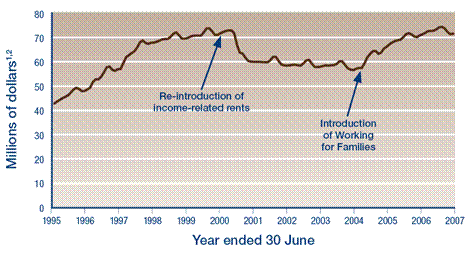 Millions of dollars1,2
80
70
60
50
40
30
20
10
0
Re-introduction of
income-related rents
Introduction
of Working
for Families
1995 1996 1997 1998 1999 2000 2001 2002 2003 2004 2005 2006 2007
Year ended 30 June